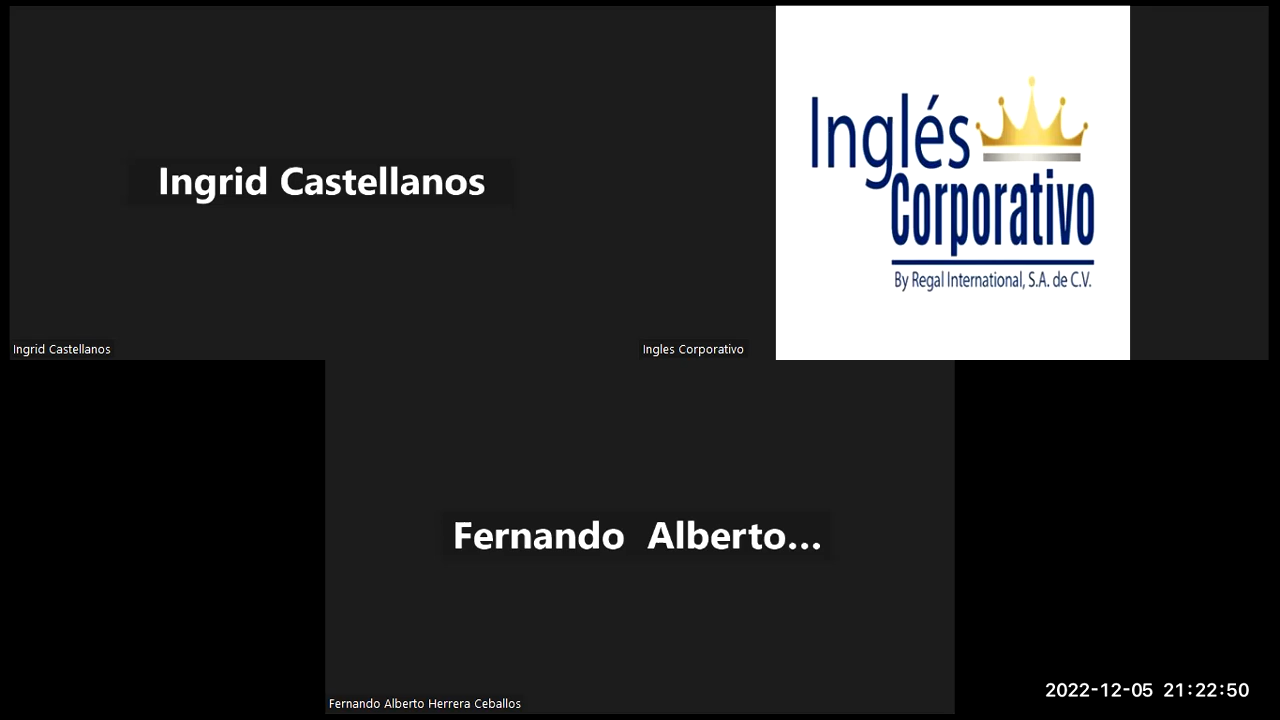 Ingrid Castellanos
Inglés
Corporativo
By Regal International, S.A. de C.V.
Ingrid Castellanos
Ingles Corporativo
Fernando Alberto...
Fernando Alberto Herrera Ceballos
2022-12-05 21:22:50